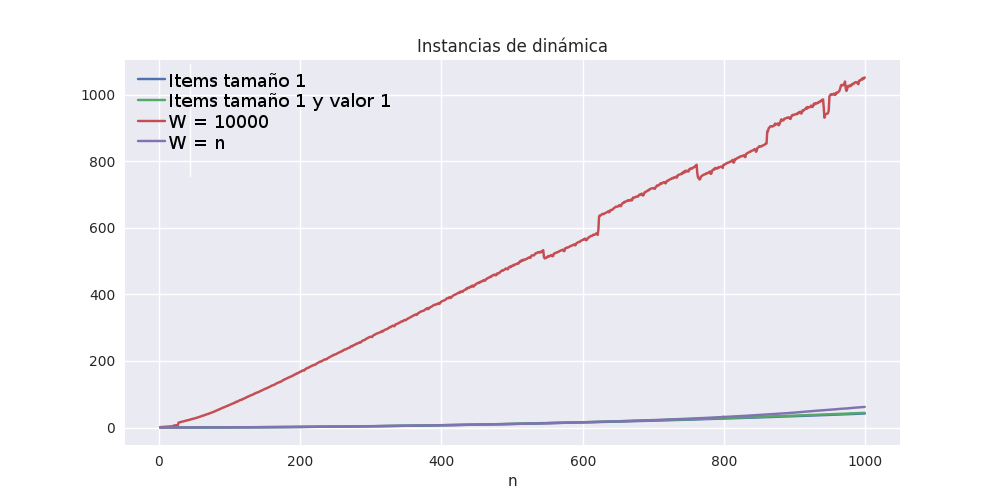 Instancias de dinámica
Items tamaño 1
Items tamaño 1 y valor 1
W = 10000
W = n
1000
800
600
400
200
0
0 200 400 600 800 1000
n